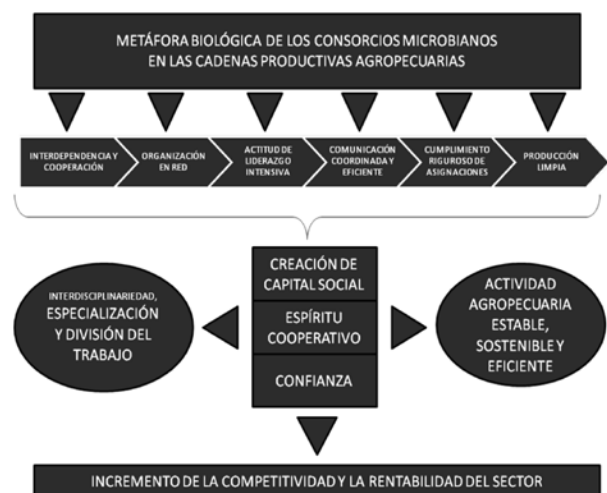 METÁFORA BIOLÓGICA DE LOS CONSORCIOS MICROBIANOS
EN LAS CADENAS PRODUCTIVAS AGROPECUARIAS
INTERDEPENDENCIA Y
COOPERACIÓN
ORGANIZACIÓN
EN RED
ACTITUD DE
LIDERAZGO
INTENSIVA
COMUNICACIÓN
COORDINADA Y
EFICIENTE
CUMPLIMIENTO
RIGUROSO DE
ASIGNACIONES
PRODUCCIÓN
LIMPIA
INTERDISCIPLINARIEDAD,
ESPECIALIZACIÓN
Y DIVISIÓN DEL
TRABAJO
CREACIÓN DE
CAPITAL SOCIAL
ESPÍRITU
COOPERATIVO
CONFIANZA
ACTIVIDAD
AGROPECUARIA
ESTABLE,
SOSTENIBLE Y
EFICIENTE
INCREMENTO DE LA COMPETITIVIDAD Y LA RENTABILIDAD DEL SECTOR